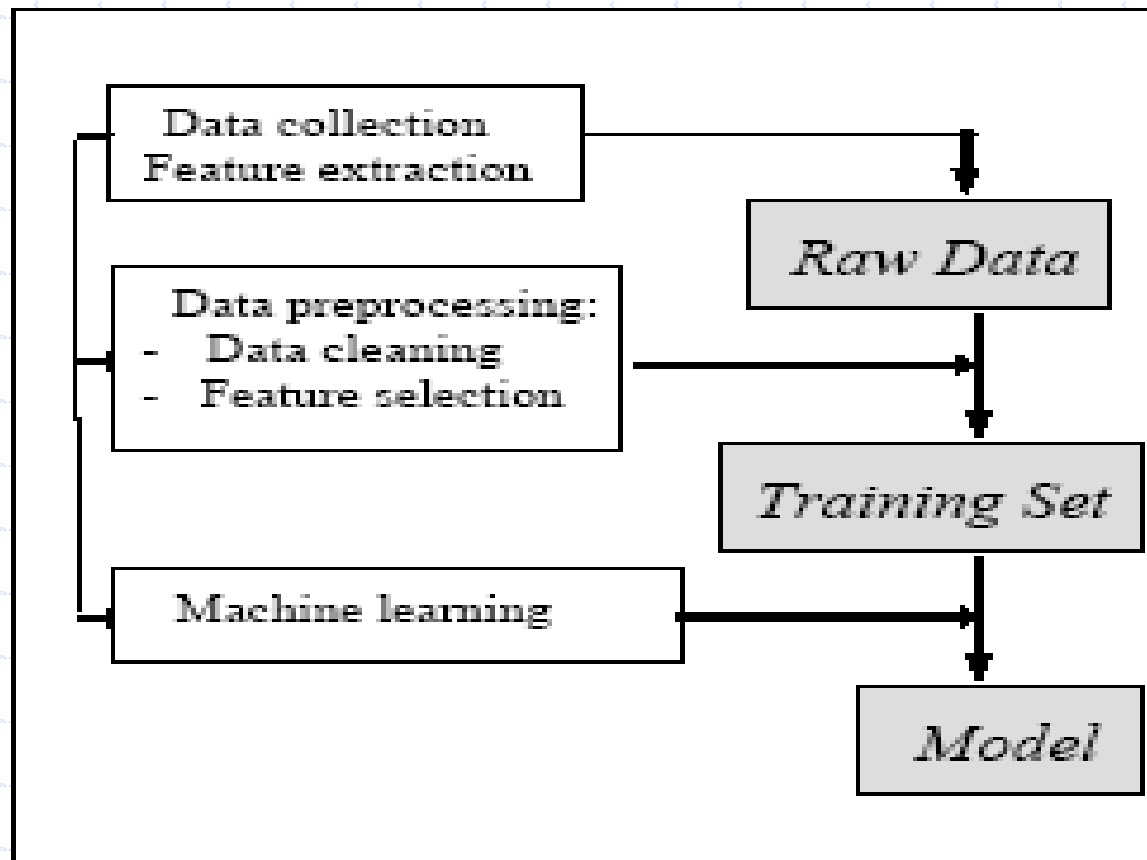 Data collection
Feature extraction
Raw Data
Data preprocessing:
- Data cleaning
- Feature selection
Training Set
Machine learning
Model